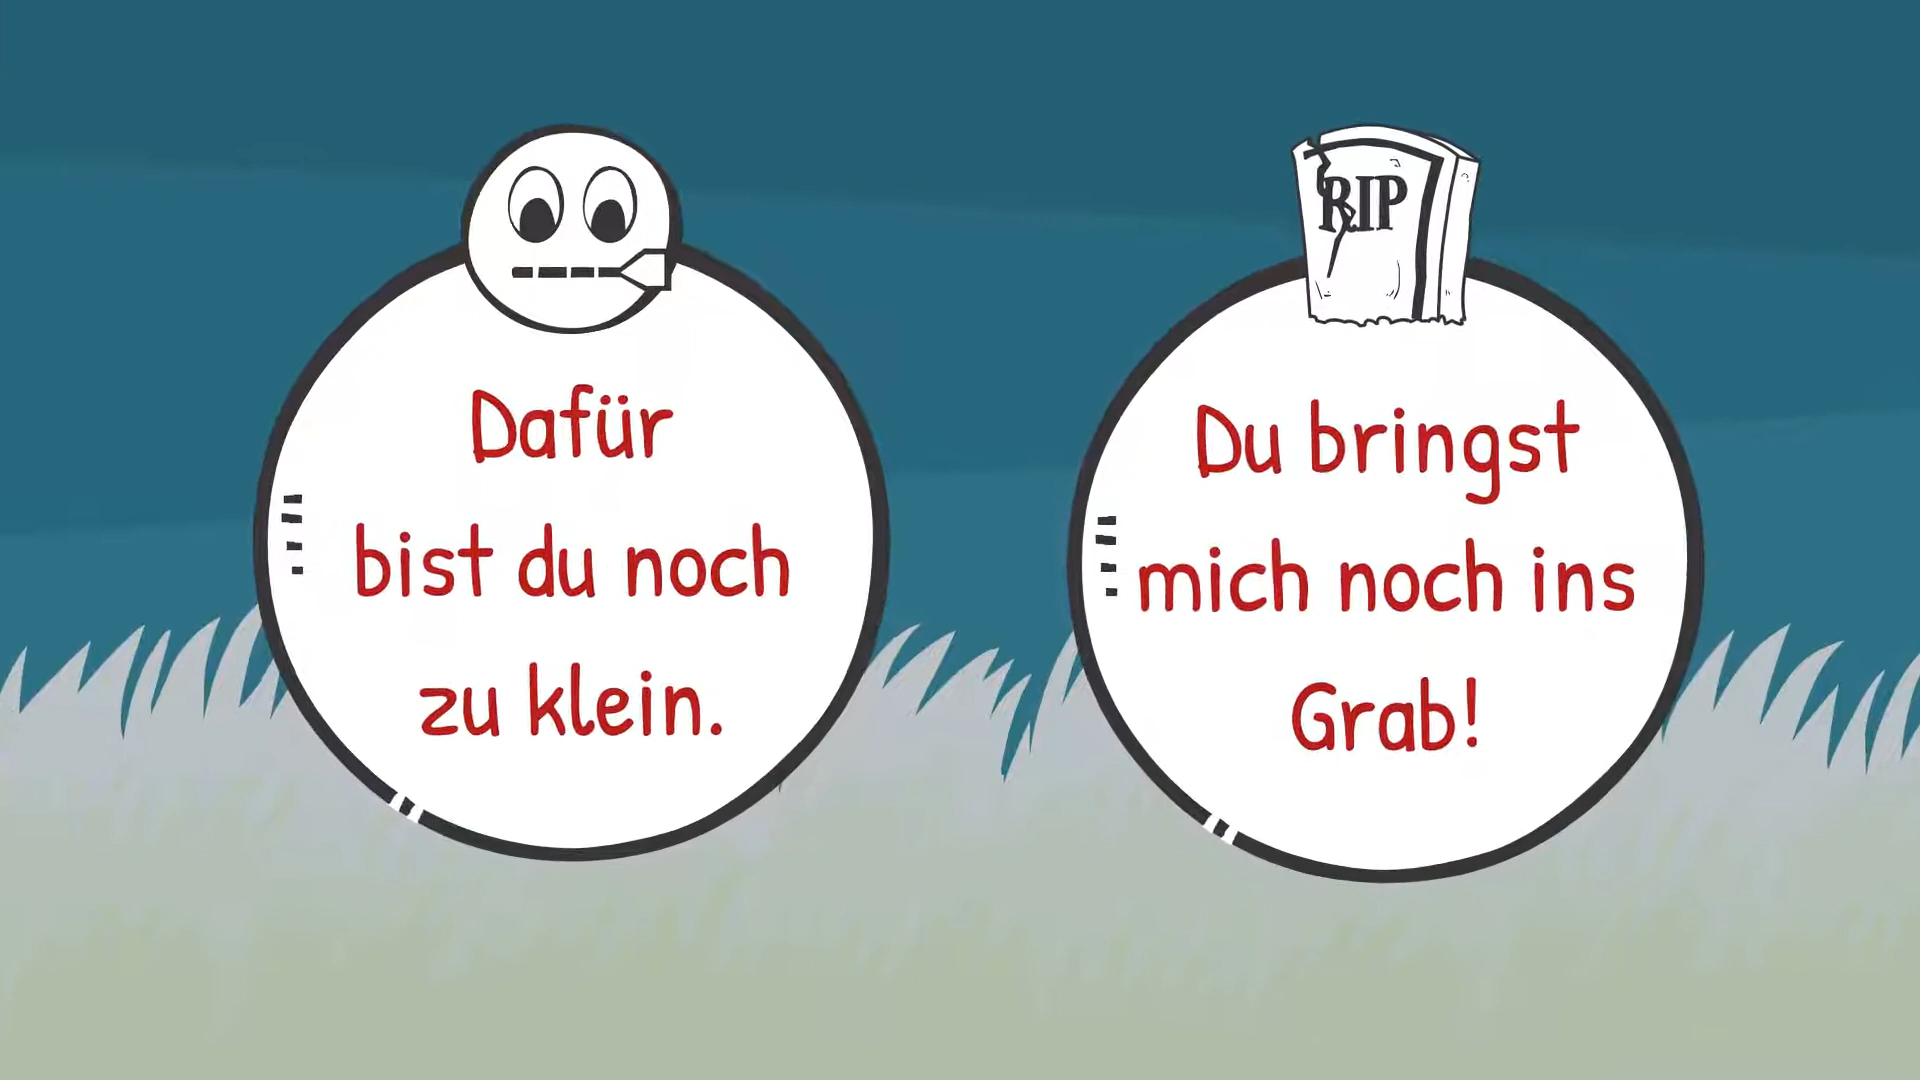 Dafür
bist du noch
zu klein.
RIP
Du bringst
mich noch ins
Grab!